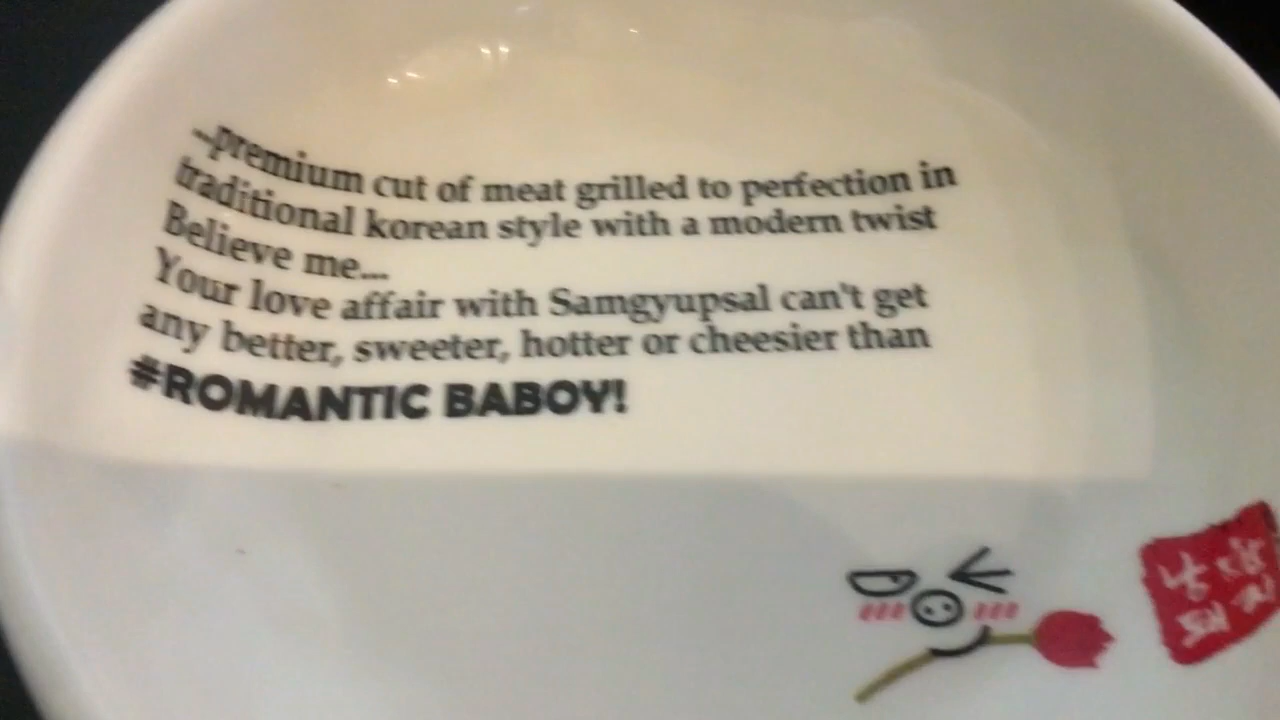 ...premium cut of meat grilled to perfection in
traditional korean style with a modern twist
Believe me...
Your love affair with Samgyupsal can't get
any better, sweeter, hotter or cheesier than
#ROMANTIC BABOY!